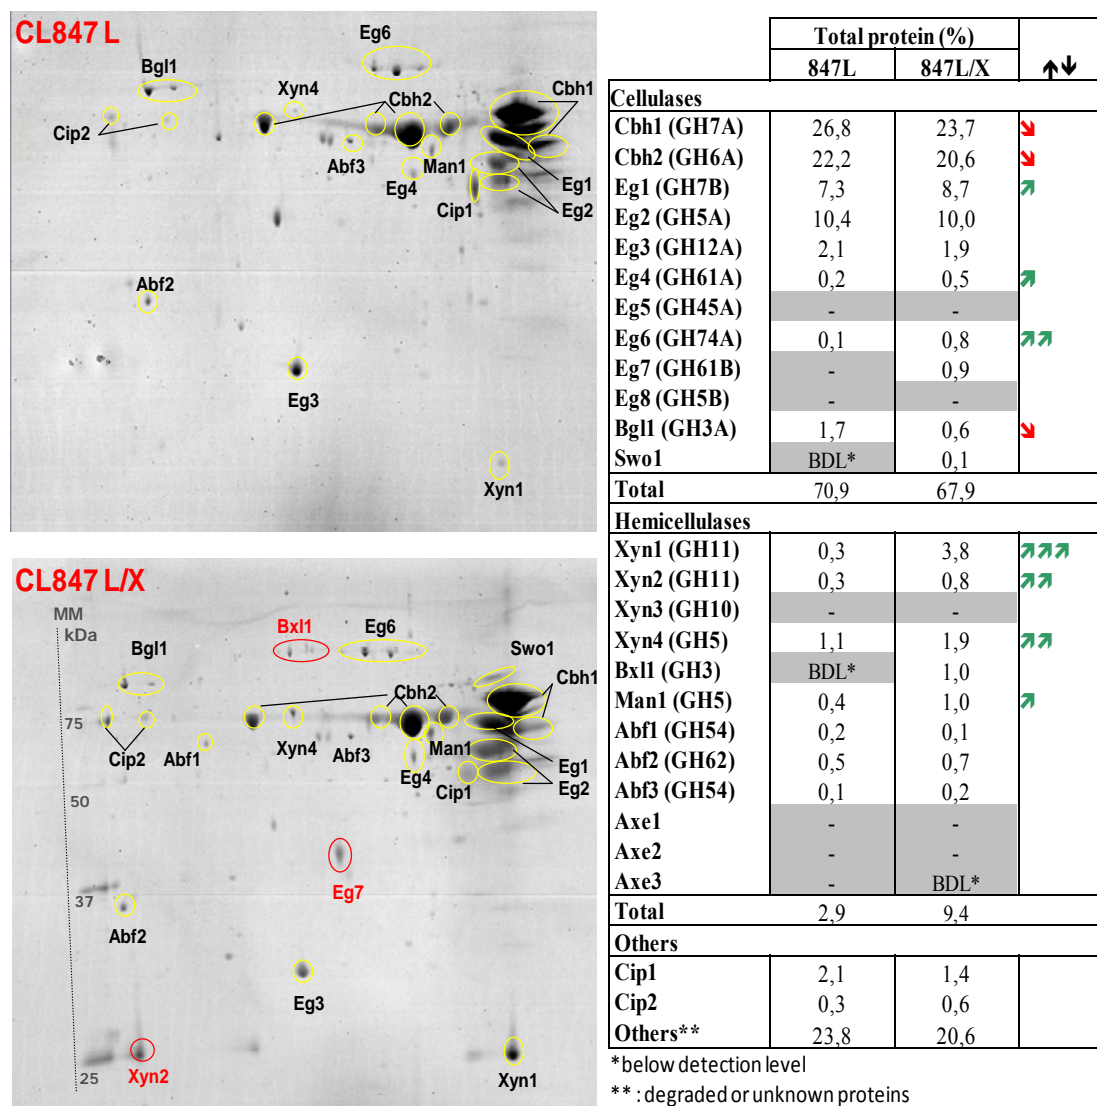 CL847 L
Eg6
Bgl1
Xyn4
Cbh1
Cbh2
Cip2
Abf3
Man1
Eg4
Eg1
Cip1
Eg2
Abf2
Eg3
Xyn1
CL847 L/X
MM
kDa
Bxl1
Eg6
Bgl1
Swo1
Cbh1
Cbh2
75
Cip2
Abf1
Xyn4
Abf3
Man1
Eg4
Eg1
Cip1
Eg2
50
Eg7
37
Abf2
Eg3
25
Xyn2
Xyn1
Total protein (%)
847L 847L/X
Cellulases
Cbh1 (GH7A) 26,8 23,7
Cbh2 (GH6A) 22,2 20,6
Eg1 (GH7B) 7,3 8,7
Eg2 (GH5A) 10,4 10,0
Eg3 (GH12A) 2,1 1,9
Eg4 (GH61A) 0,2 0,5
Eg5 (GH45A) - -
Eg6 (GH74A) 0,1 0,8
Eg7 (GH61B) - 0,9
Eg8 (GH5B) - -
Bgl1 (GH3A) 1,7 0,6
Swo1 BDL* 0,1
Total 70,9 67,9
Hemicellulases
Xyn1 (GH11) 0,3 3,8
Xyn2 (GH11) 0,3 0,8
Xyn3 (GH10) - -
Xyn4 (GH5) 1,1 1,9
Bxl1 (GH3) BDL* 1,0
Man1 (GH5) 0,4 1,0
Abf1 (GH54) 0,2 0,1
Abf2 (GH62) 0,5 0,7
Abf3 (GH54) 0,1 0,2
Axe1 - -
Axe2 - -
Axe3 - BDL*
Total 2,9 9,4
Others
Cip1 2,1 1,4
Cip2 0,3 0,6
Others** 23,8 20,6
*below detection level
** : degraded or unknown proteins